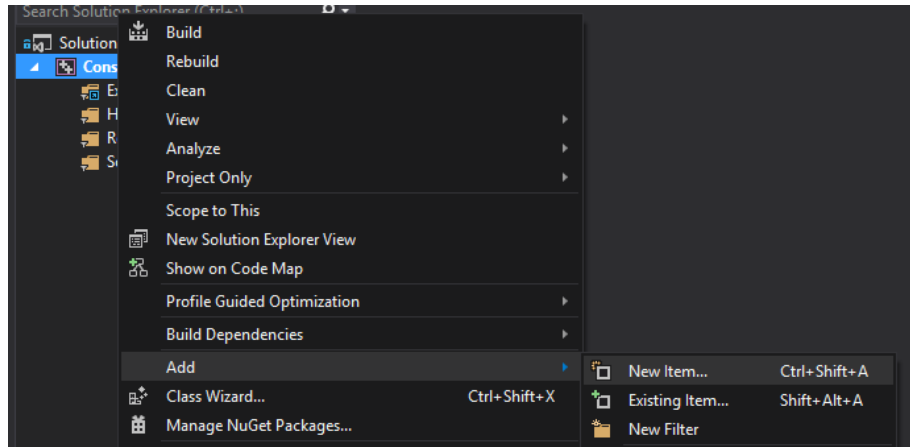 Search Solution Explorer (Ctrl+;)
Solution
Cons
Build
Rebuild
Clean
View
Analyze
Project Only
Scope to This
New Solution Explorer View
Show on Code Map
Profile Guided Optimization
Build Dependencies
Add
New Item... Ctrl+Shift+A
Class Wizard... Ctrl+Shift+X
Existing Item... Shift+Alt+A
Manage NuGet Packages...
New Filter